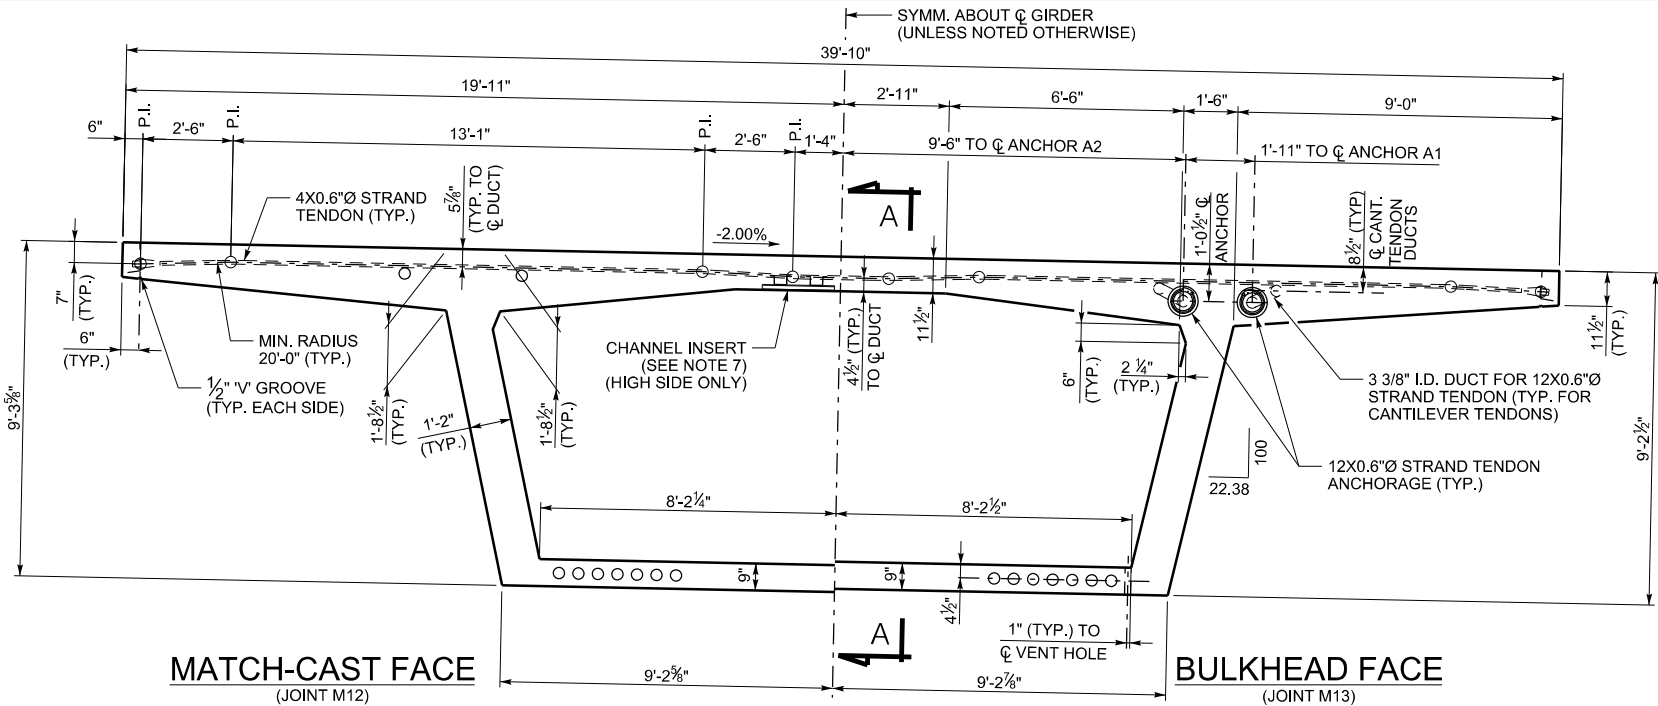 SYMM. ABOUT ℄ GIRDER
(UNLESS NOTED OTHERWISE)
39'-10"
19'-11"
2'-11"
6'-6"
1'-6"
9'-0"
6"
P.I.
2'-6"
P.I.
13'-1"
P.I.
2'-6"
P.I.
1'-4"
9'-6" TO ℄ ANCHOR A2
1'-11" TO ℄ ANCHOR A1
4X0.6"Ø STRAND
TENDON (TYP.)
5⅞"
(TYP. TO
℄ DUCT)
A
-2.00%
1'-0½" ℄
ANCHOR
8½" (TYP)
℄ CANT.
TENDON
DUCTS
7"
(TYP.)
6"
(TYP.)
MIN. RADIUS
20'-0" (TYP.)
½" 'V' GROOVE
(TYP. EACH SIDE)
CHANNEL INSERT
(SEE NOTE 7)
(HIGH SIDE ONLY)
4½" (TYP.)
TO ℄ DUCT
11½"
6"
(TYP.)
2 ¼"
(TYP.)
11½"
(TYP.)
3 3/8" I.D. DUCT FOR 12X0.6"Ø
STRAND TENDON (TYP. FOR
CANTILEVER TENDONS)
9'-3⅝"
1'-8½"
(TYP.)
1'-2"
(TYP.)
1'-8½"
(TYP.)
100
22.38
12X0.6"Ø STRAND TENDON
ANCHORAGE (TYP.)
9'-2½"
8'-2¼"
8'-2½"
9"
9"
4½"
1" (TYP.) TO
℄ VENT HOLE
A
MATCH-CAST FACE
(JOINT M12)
9'-2⅝"
9'-2⅞"
BULKHEAD FACE
(JOINT M13)